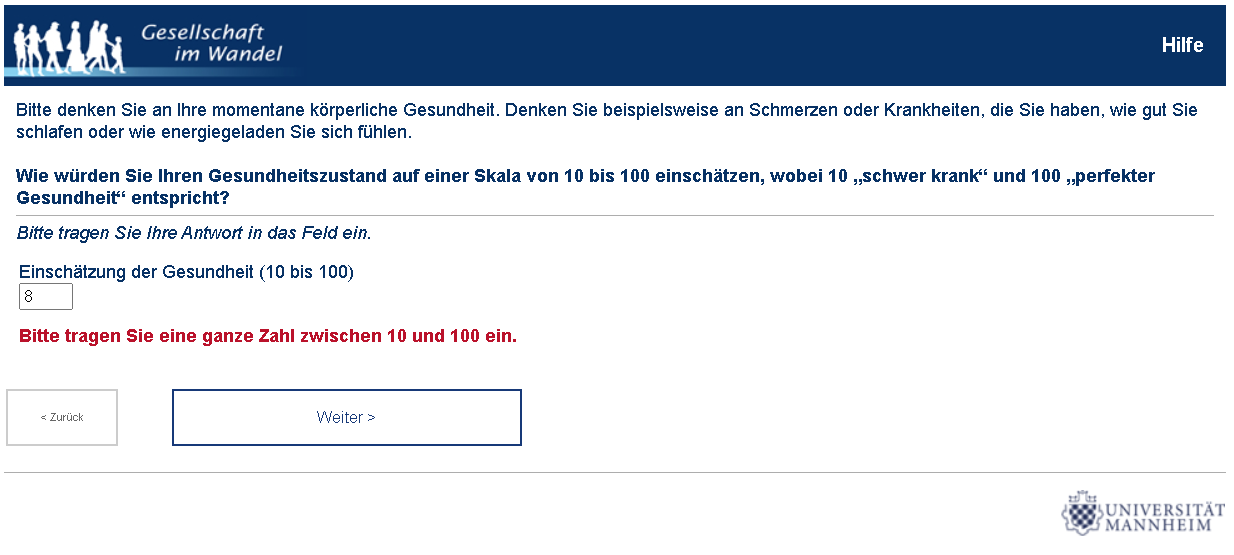 Gesellschaft
im Wandel
Hilfe
Bitte denken Sie an Ihre momentane körperliche Gesundheit. Denken Sie beispielsweise an Schmerzen oder Krankheiten, die Sie haben, wie gut Sie
schlafen oder wie energiegeladen Sie sich fühlen.
Wie würden Sie Ihren Gesundheitszustand auf einer Skala von 10 bis 100 einschätzen, wobei 10 „schwer krank“ und 100 „perfekter
Gesundheit“ entspricht?
Bitte tragen Sie Ihre Antwort in das Feld ein.
Einschätzung der Gesundheit (10 bis 100)
8
Bitte tragen Sie eine ganze Zahl zwischen 10 und 100 ein.
< Zurück
Weiter >
UNIVERSITÄT
MANNHEIM